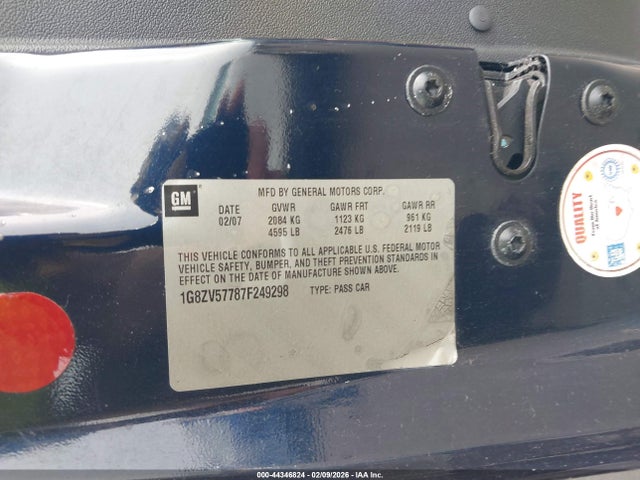 GM
MFD BY GENERAL MOTORS CORP.
DATE GVWR GAWR FRT GAWR RR
02/07 2084 KG 1123 KG 961 KG
4595 LB 2476 LB 2119 LB
THIS VEHICLE CONFORMS TO ALL APPLICABLE U.S. FEDERAL MOTOR
VEHICLE SAFETY, BUMPER, AND THEFT PREVENTION STANDARDS IN
EFFECT ON THE DATE OF MANUFACTURE SHOWN ABOVE.
1G8ZV57787F249298 TYPE: PASS CAR
QUALITY
000-44346824 - 02/09/2026 - IAAI, Inc.